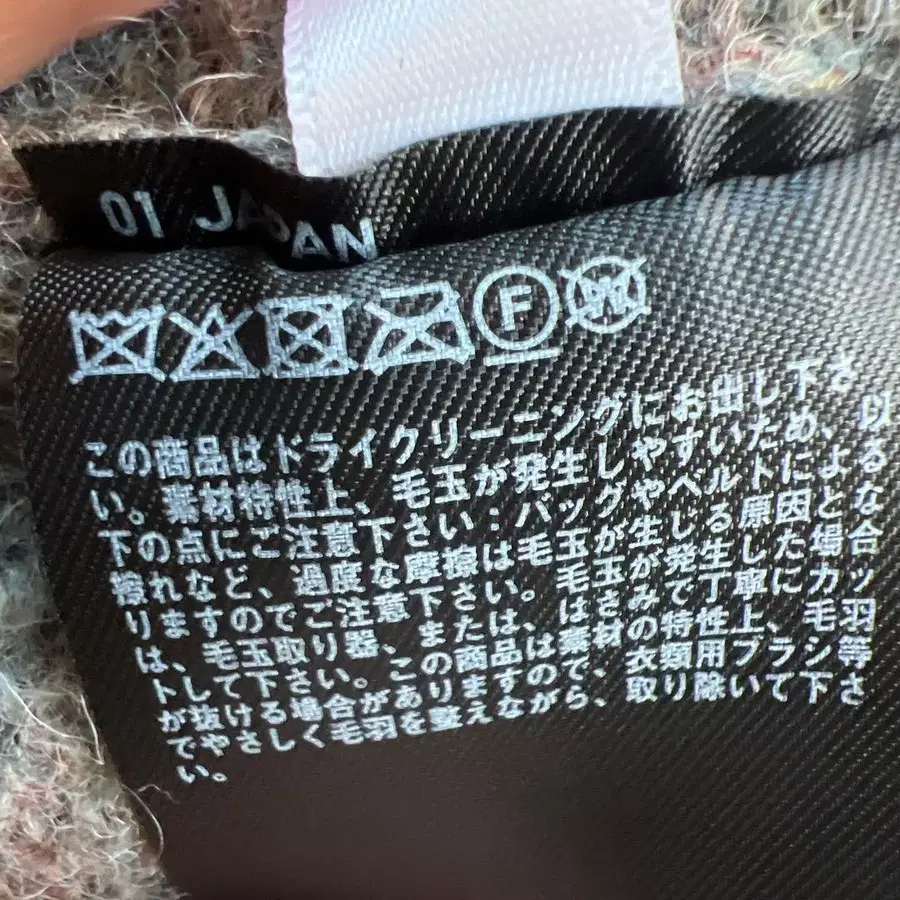 01 JAPAN
F W
この商品はドライクリーニングにお出し下さ
い。素材特性上、毛玉が発生しやすいため、以
下の点にご注意下さい：バッグやベルトによる
擦れなど、過度な摩擦は毛玉が生じる原因とな
りますのでご注意下さい。毛玉が発生した場合
は、毛玉取り器、または、はさみで丁寧にカッ
トして下さい。この商品は素材の特性上、毛羽
が抜ける場合がありますので、衣類用ブラシ等
でやさしく毛羽を整えながら、取り除いて下さ
い。